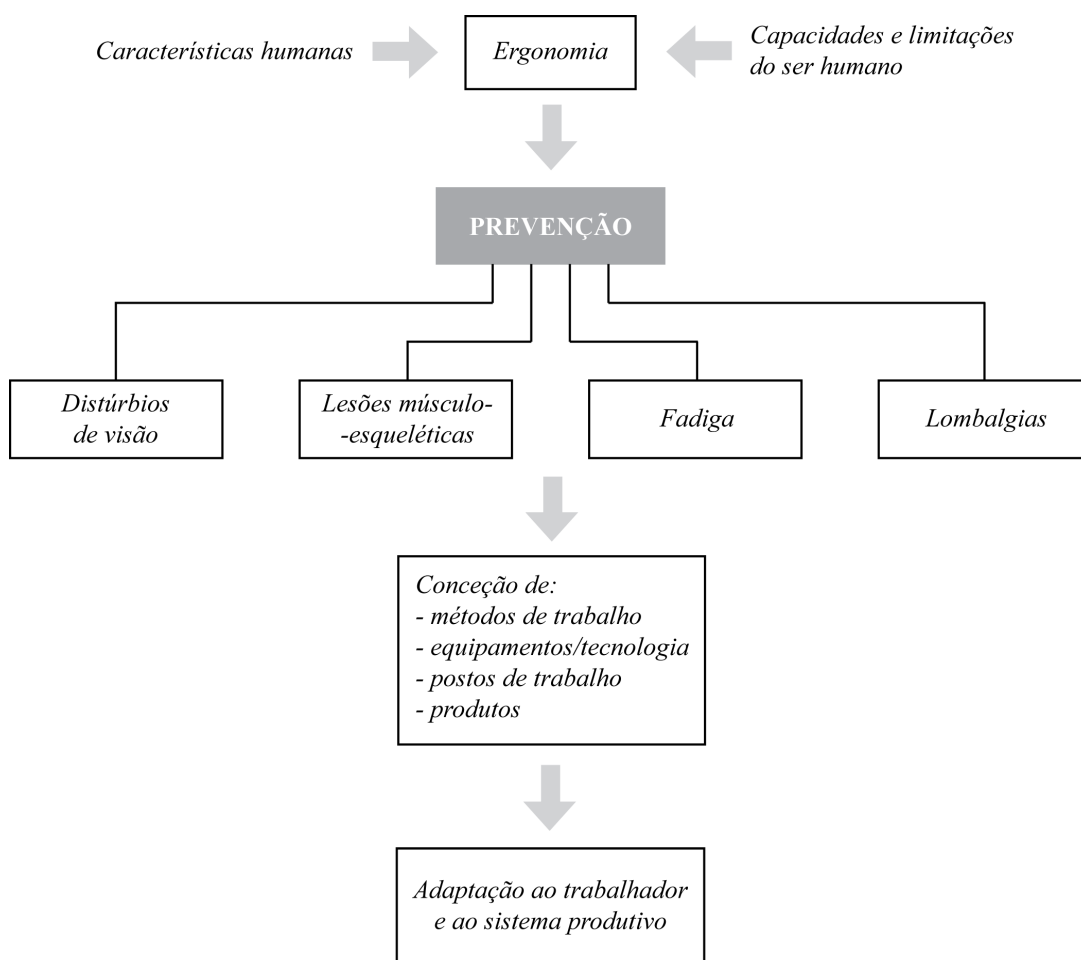 Características humanas
Ergonomia
Capacidades e limitações
do ser humano
PREVENÇÃO
Distúrbios
de visão
Lesões músculo-
-esqueléticas
Fadiga
Lombalgias
Conceção de:
- métodos de trabalho
- equipamentos/tecnologia
- postos de trabalho
- produtos
Adaptação ao trabalhador
e ao sistema produtivo